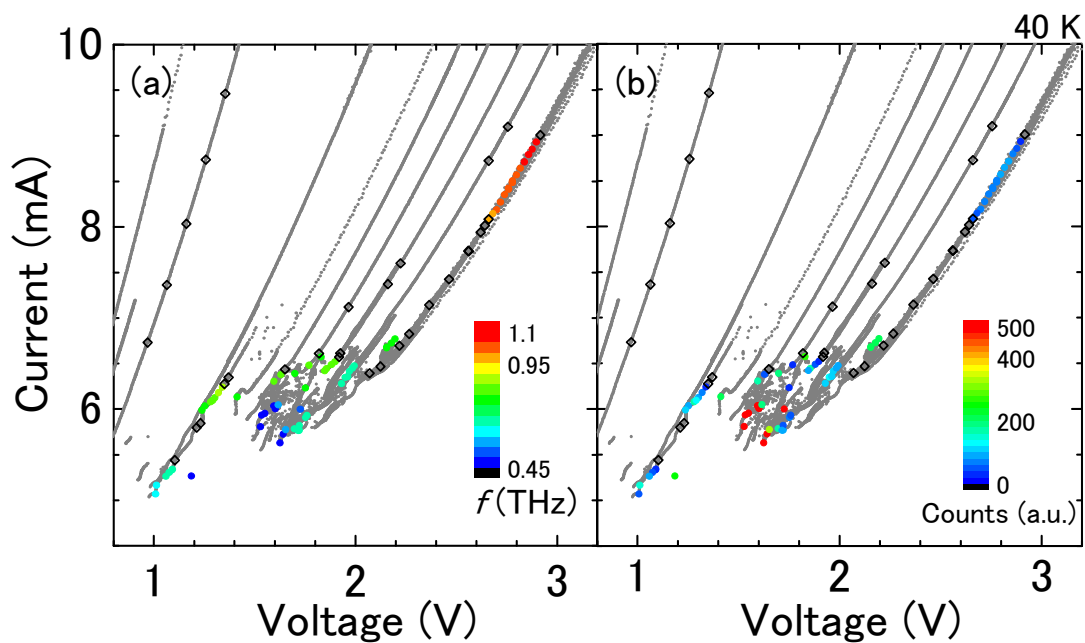 40 K
10
(a)
(b)
8
6
Current (mA)
1.1
0.95
0.45
f (THz)
500
400
200
0
Counts (a.u.)
1
2
3
1
2
3
Voltage (V)
Voltage (V)